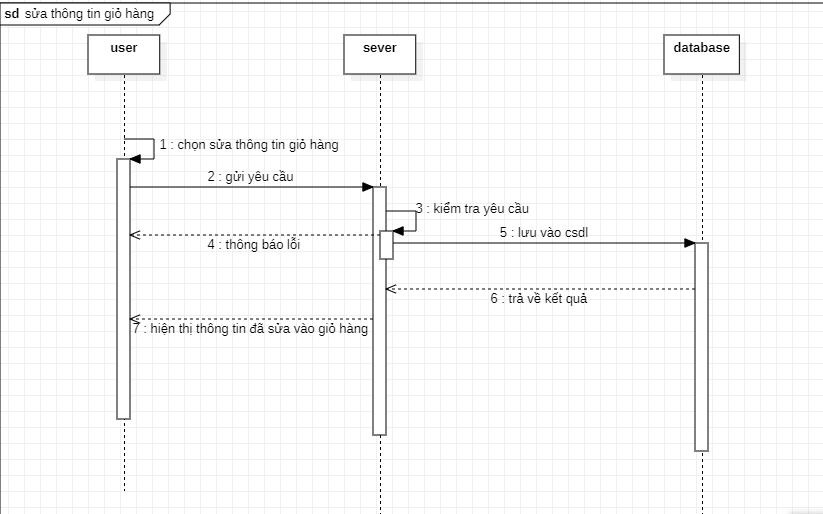 sd sửa thông tin giỏ hàng
user
sever
database
1 : chọn sửa thông tin giỏ hàng
2 : gửi yêu cầu
3 : kiểm tra yêu cầu
5 : lưu vào csdl
4 : thông báo lỗi
6 : trả về kết quả
7 : hiện thị thông tin đã sửa vào giỏ hàng